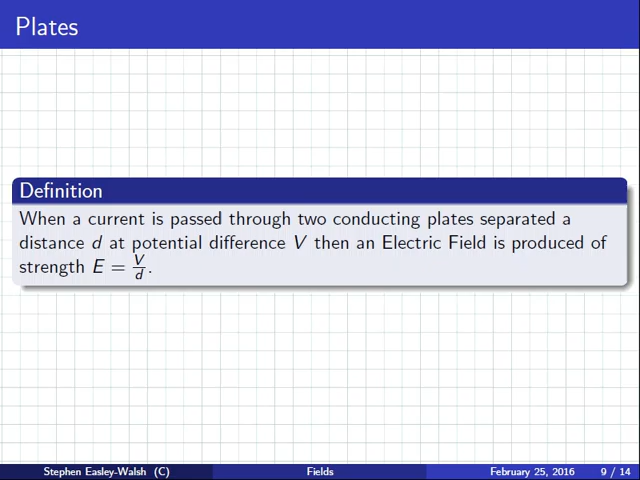 Plates
Definition
When a current is passed through two conducting plates separated a
distance d at potential difference V then an Electric Field is produced of
strength E = V/d.
Stephen Easley-Walsh (C) Fields February 25, 2016 9 / 14